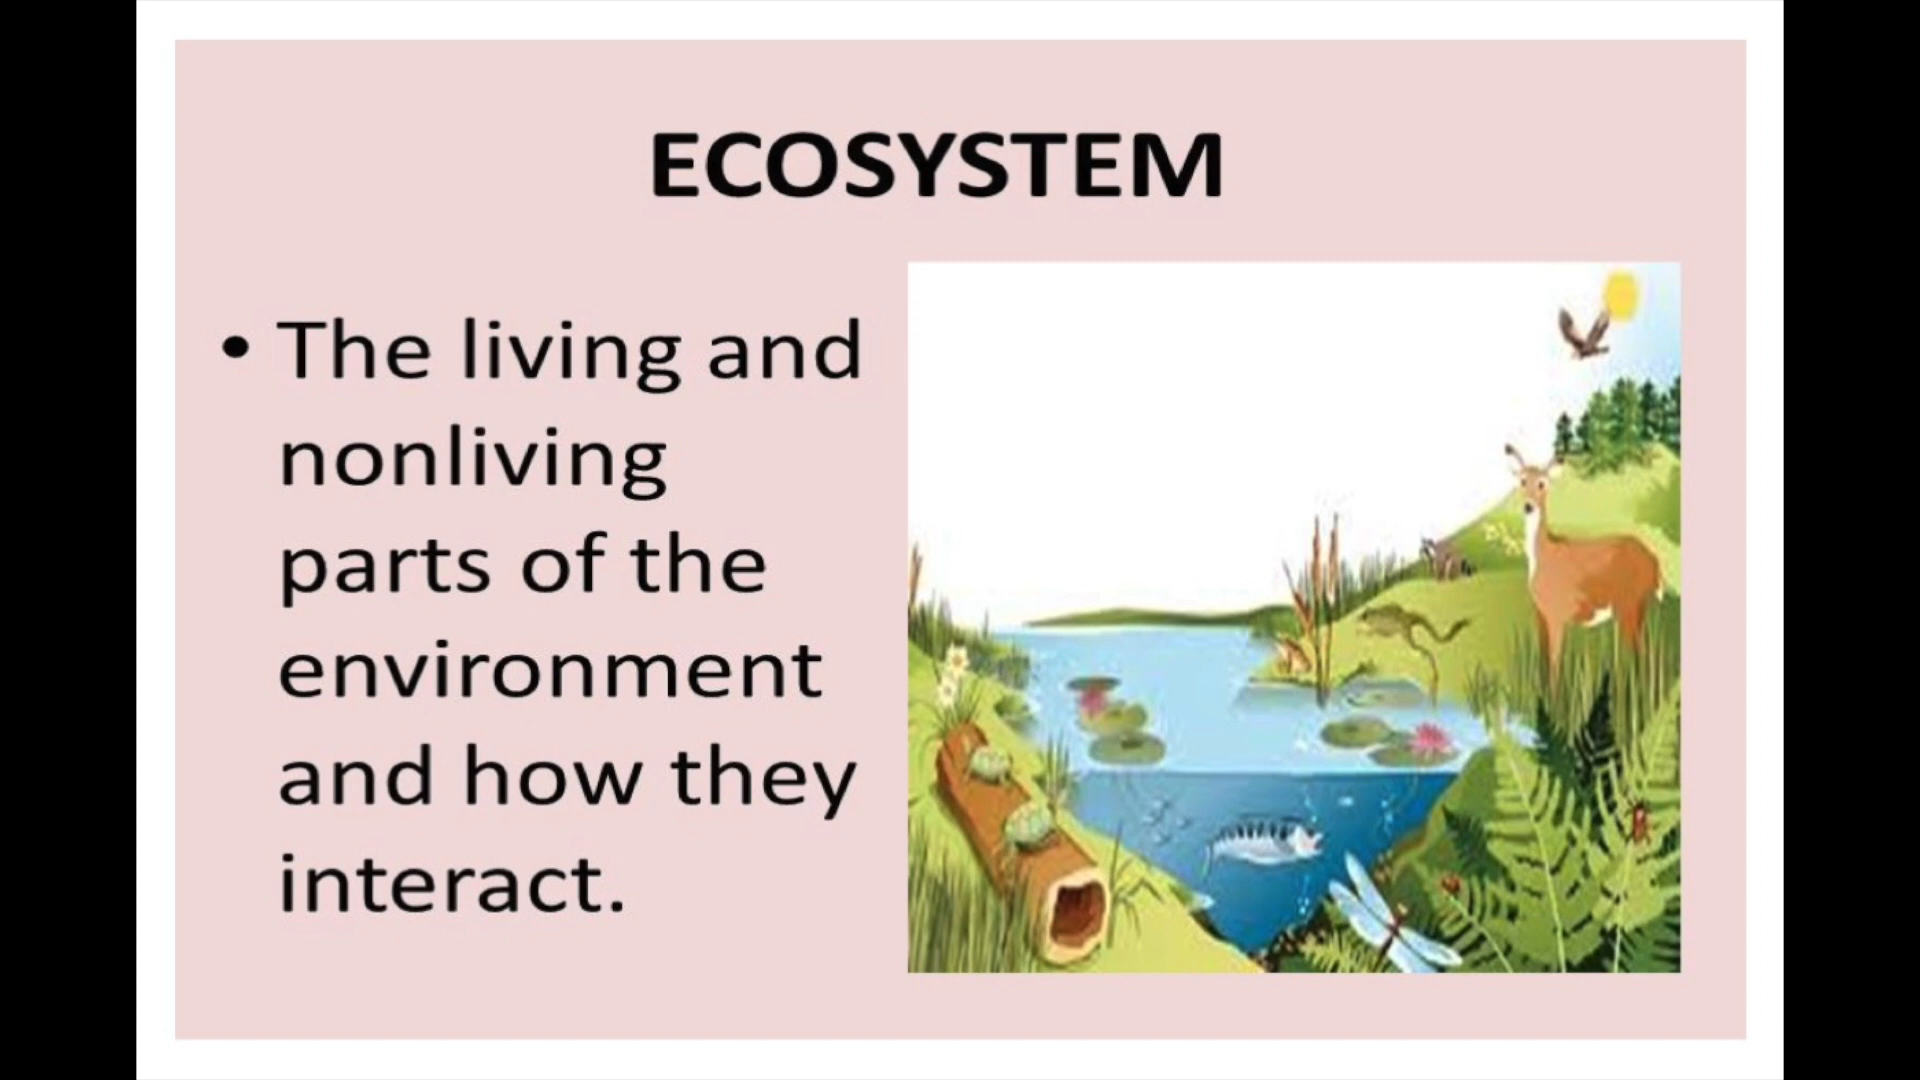 ECOSYSTEM
• The living and
nonliving
parts of the
environment
and how they
interact.